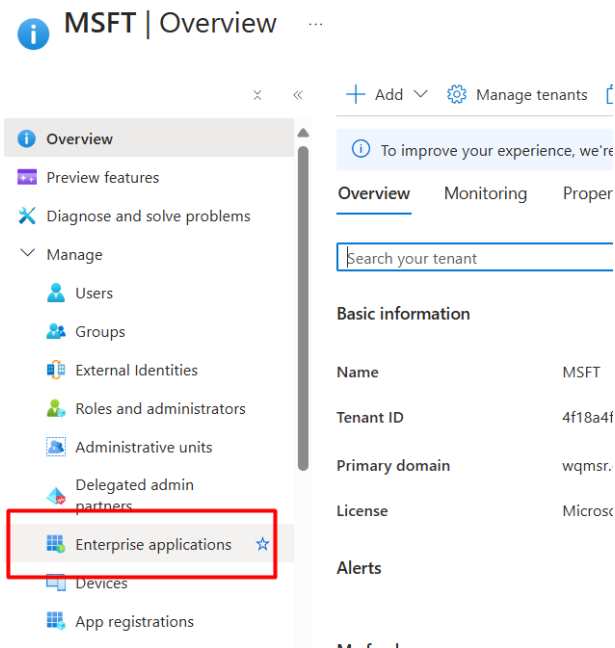 MSFT | Overview ...
+ Add Manage tenants
Overview
Preview features
Diagnose and solve problems
Manage
Users
Groups
External Identities
Roles and administrators
Administrative units
Delegated admin
partners
Enterprise applications
Devices
App registrations
To improve your experience, we're
Overview Monitoring Proper
Search your tenant
Basic information
Name MSFT
Tenant ID 4f18a4f
Primary domain wqmsr.
License Microso
Alerts